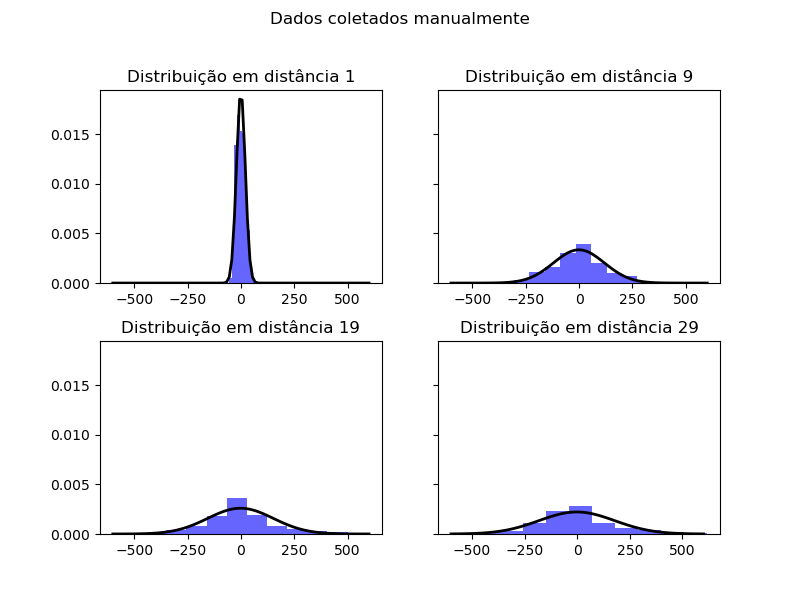 Dados coletados manualmente
Distribuição em distância 1
Distribuição em distância 9
0.015
0.010
0.005
0.000
−500 −250 0 250 500
−500 −250 0 250 500
Distribuição em distância 19
Distribuição em distância 29
0.015
0.010
0.005
0.000
−500 −250 0 250 500
−500 −250 0 250 500